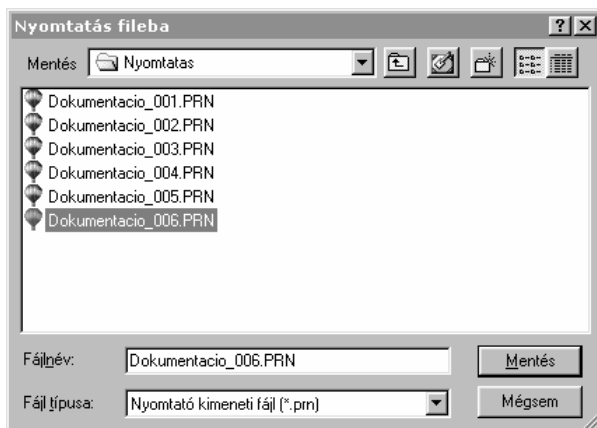 Nyomtatás fileba
Mentés Nyomtatas
Dokumentacio_001.PRN
Dokumentacio_002.PRN
Dokumentacio_003.PRN
Dokumentacio_004.PRN
Dokumentacio_005.PRN
Dokumentacio_006.PRN
Fájlnév: Dokumentacio_006.PRN Mentés
Fájl típusa: Nyomtató kimeneti fájl (*.prn) Mégsem